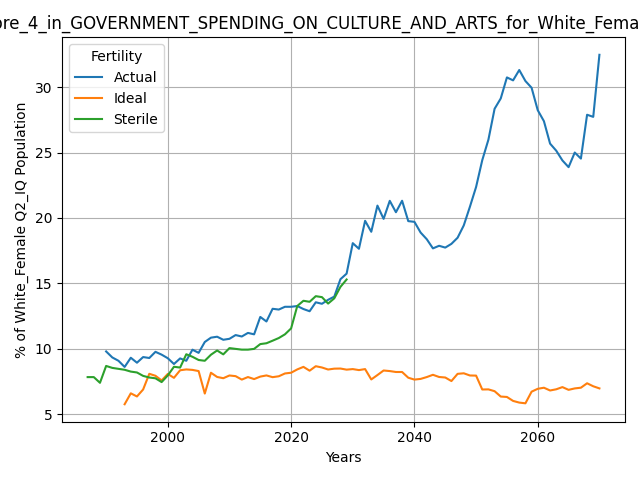 ore_4_in_GOVERNMENT_SPENDING_ON_CULTURE_AND_ARTS_for_White_Fema
Fertility
Actual
Ideal
Sterile
% of White_Female Q2_IQ Population
30
25
20
15
10
5
2000
2020
2040
2060
Years